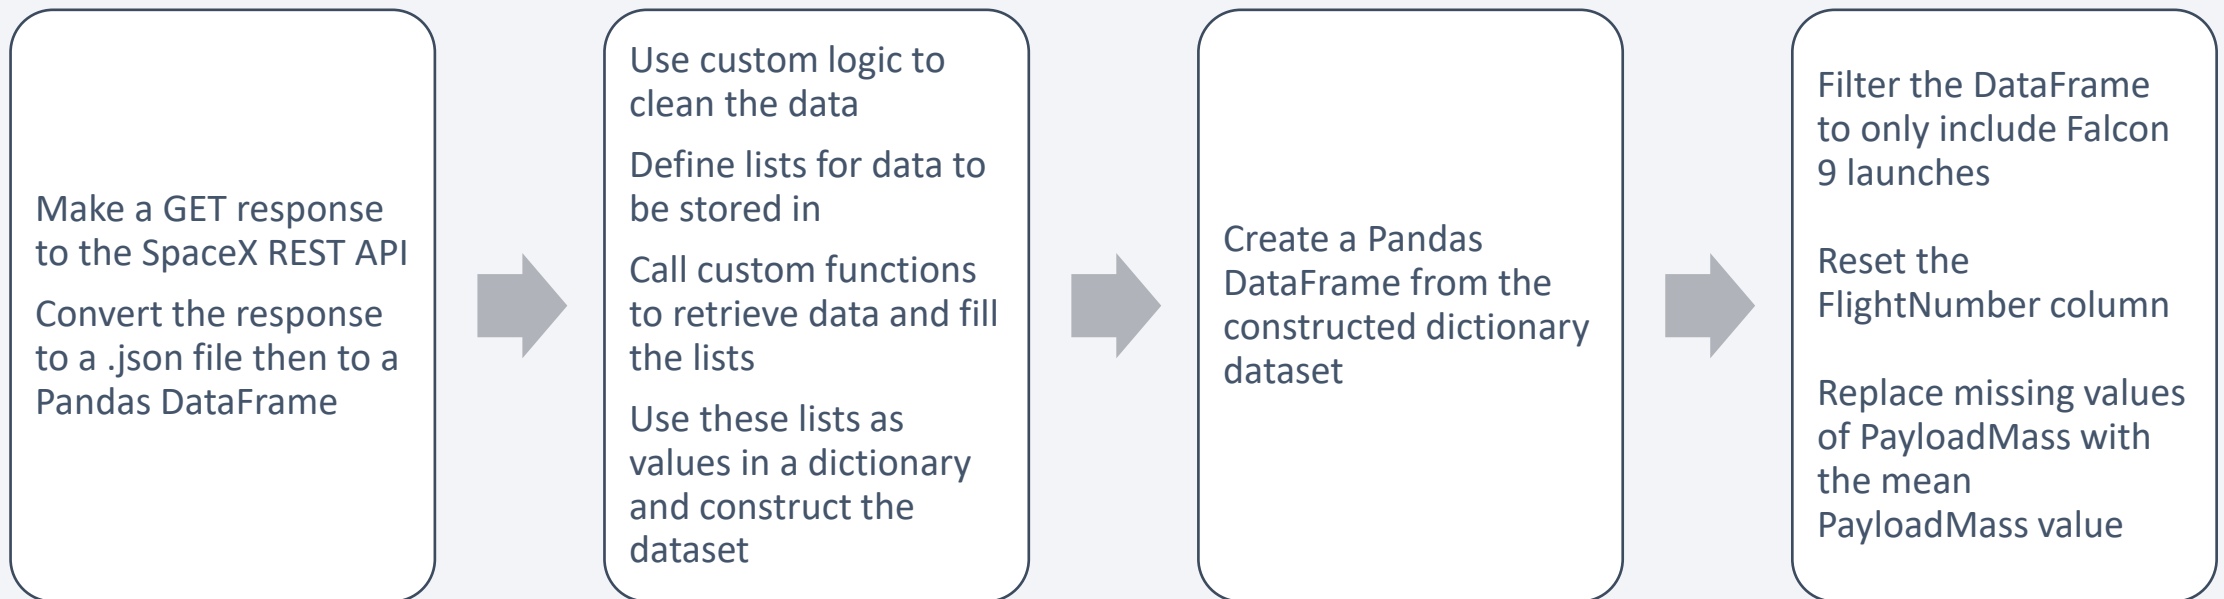 Make a GET response
to the SpaceX REST API
Convert the response
to a .json file then to a
Pandas DataFrame
Use custom logic to
clean the data
Define lists for data to
be stored in
Call custom functions
to retrieve data and fill
the lists
Use these lists as
values in a dictionary
and construct the
dataset
Create a Pandas
DataFrame from the
constructed dictionary
dataset
Filter the DataFrame
to only include Falcon
9 launches
Reset the
FlightNumber column
Replace missing values
of PayloadMass with
the mean
PayloadMass value